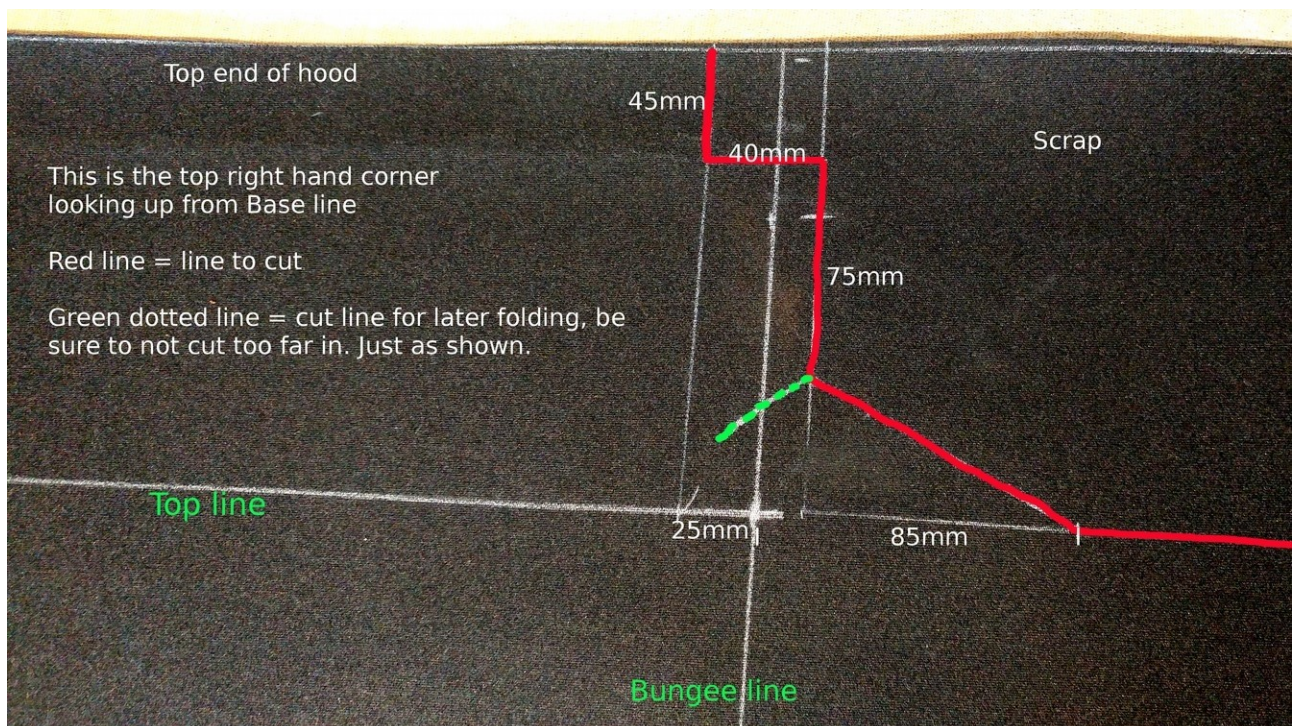 Top end of hood
45mm
40mm
Scrap
This is the top right hand corner
looking up from Base line
Red line = line to cut
75mm
Green dotted line = cut line for later folding, be
sure to not cut too far in. Just as shown.
Top line
25mm
85mm
Bungee line